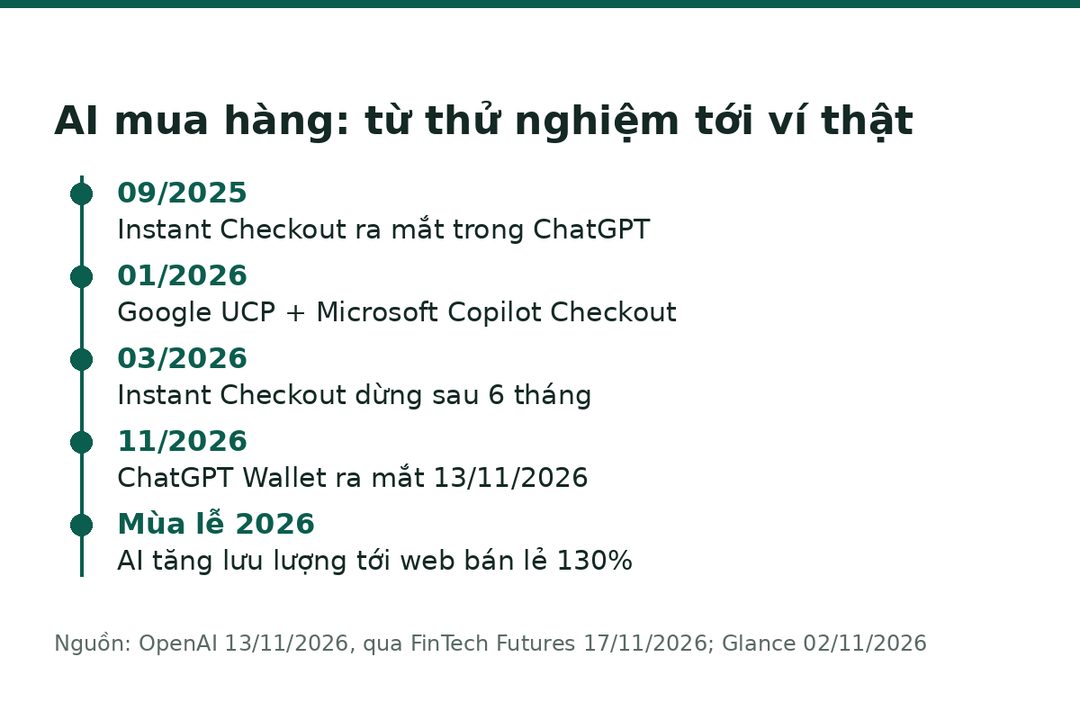 AI mua hàng: từ thử nghiệm tới ví thật
09/2025
Instant Checkout ra mắt trong ChatGPT
01/2026
Google UCP + Microsoft Copilot Checkout
03/2026
Instant Checkout dừng sau 6 tháng
11/2026
ChatGPT Wallet ra mắt 13/11/2026
Mùa lễ 2026
AI tăng lưu lượng tới web bán lẻ 130%
Nguồn: OpenAI 13/11/2026, qua FinTech Futures 17/11/2026; Glance 02/11/2026